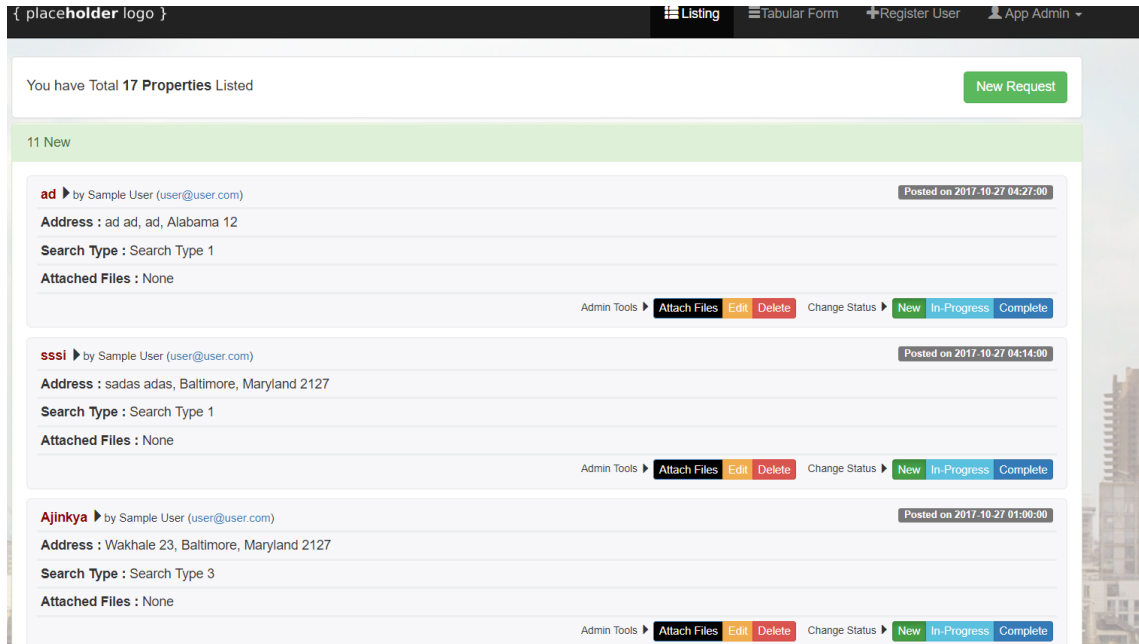 { placeholder logo }
Listing
Tabular Form
Register User
App Admin
You have Total 17 Properties Listed
New Request
11 New
ad by Sample User (user@user.com)
Posted on 2017-10-27 04:27:00
Address : ad ad, ad, Alabama 12
Search Type : Search Type 1
Attached Files : None
Admin Tools Attach Files Edit Delete Change Status New In-Progress Complete
sssi by Sample User (user@user.com)
Posted on 2017-10-27 04:14:00
Address : sadas adas, Baltimore, Maryland 2127
Search Type : Search Type 1
Attached Files : None
Admin Tools Attach Files Edit Delete Change Status New In-Progress Complete
Ajinkya by Sample User (user@user.com)
Posted on 2017-10-27 01:00:00
Address : Wakhale 23, Baltimore, Maryland 2127
Search Type : Search Type 3
Attached Files : None
Admin Tools Attach Files Edit Delete Change Status New In-Progress Complete